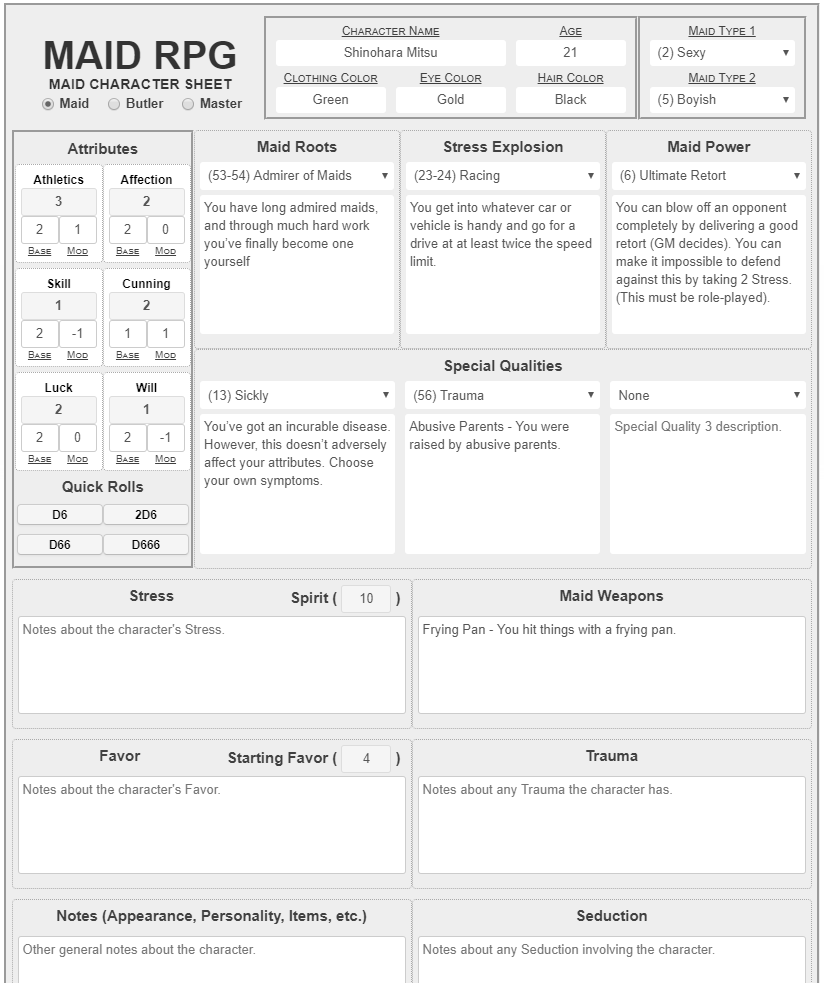 MAID RPG
MAID CHARACTER SHEET
Maid Butler Master
Character Name
Shinohara Mitsu
Age
21
Clothing Color
Green
Eye Color
Gold
Hair Color
Black
Maid Type 1
(2) Sexy
Maid Type 2
(5) Boyish
Attributes
Athletics
3
2 1
Base Mod
Affection
2
2 0
Base Mod
Skill
1
2 -1
Base Mod
Cunning
2
1 1
Base Mod
Luck
2
2 0
Base Mod
Will
1
2 -1
Base Mod
Quick Rolls
D6 2D6
D66 D666
Maid Roots
(53-54) Admirer of Maids
You have long admired maids,
and through much hard work
you've finally become one
yourself
Stress Explosion
(23-24) Racing
You get into whatever car or
vehicle is handy and go for a
drive at at least twice the speed
limit.
Maid Power
(6) Ultimate Retort
You can blow off an opponent
completely by delivering a good
retort (GM decides). You can
make it impossible to defend
against this by taking 2 Stress.
(This must be role-played).
Special Qualities
(13) Sickly
You've got an incurable disease.
However, this doesn't adversely
affect your attributes. Choose
your own symptoms.
(56) Trauma
Abusive Parents - You were
raised by abusive parents.
None
Special Quality 3 description.
Stress
Spirit ( 10 )
Notes about the character's Stress.
Maid Weapons
Frying Pan - You hit things with a frying pan.
Favor
Starting Favor ( 4 )
Notes about the character's Favor.
Trauma
Notes about any Trauma the character has.
Notes (Appearance, Personality, Items, etc.)
Other general notes about the character.
Seduction
Notes about any Seduction involving the character.